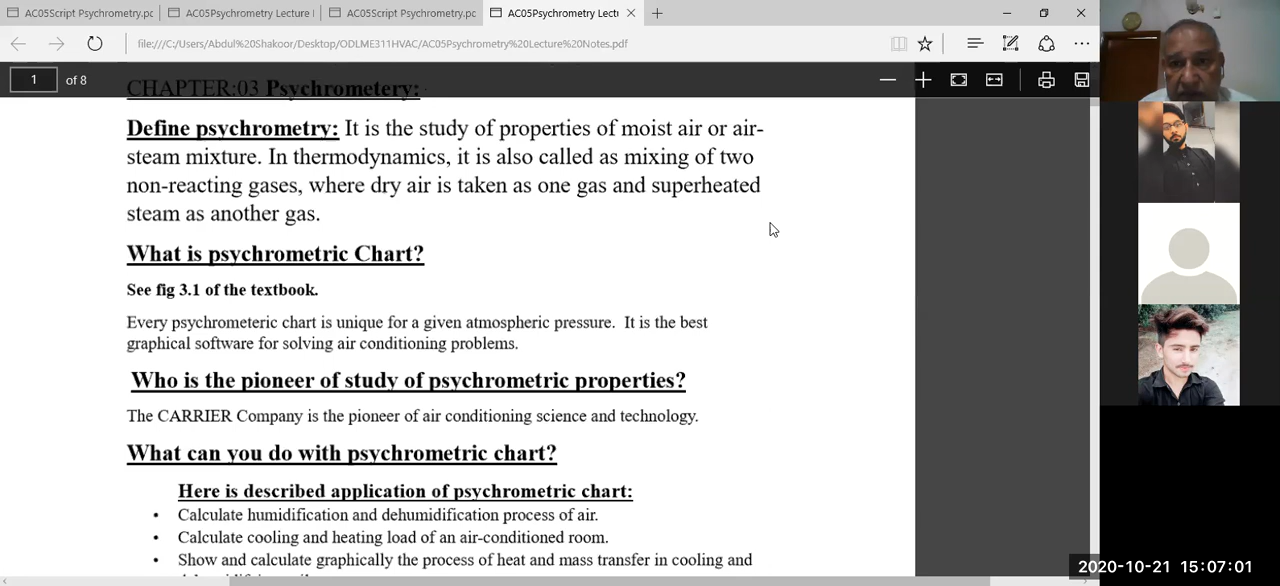 AC05Script Psychrometry.pc
AC05Psychrometry Lecture
AC05Script Psychrometry.pc
AC05Psychrometry Lectu
file:///C:/Users/Abdul%20Shakoor/Desktop/ODLME311HVAC/AC05Psychrometry%20Lecture%20Notes.pdf
1 of 8
CHAPTER:03 Psychrometery:
Define psychrometry: It is the study of properties of moist air or air-
steam mixture. In thermodynamics, it is also called as mixing of two
non-reacting gases, where dry air is taken as one gas and superheated
steam as another gas.
What is psychrometric Chart?
See fig 3.1 of the textbook.
Every psychrometeric chart is unique for a given atmospheric pressure. It is the best
graphical software for solving air conditioning problems.
Who is the pioneer of study of psychrometric properties?
The CARRIER Company is the pioneer of air conditioning science and technology.
What can you do with psychrometric chart?
Here is described application of psychrometric chart:
• Calculate humidification and dehumidification process of air.
• Calculate cooling and heating load of an air-conditioned room.
• Show and calculate graphically the process of heat and mass transfer in cooling and
2020-10-21 15:07:01